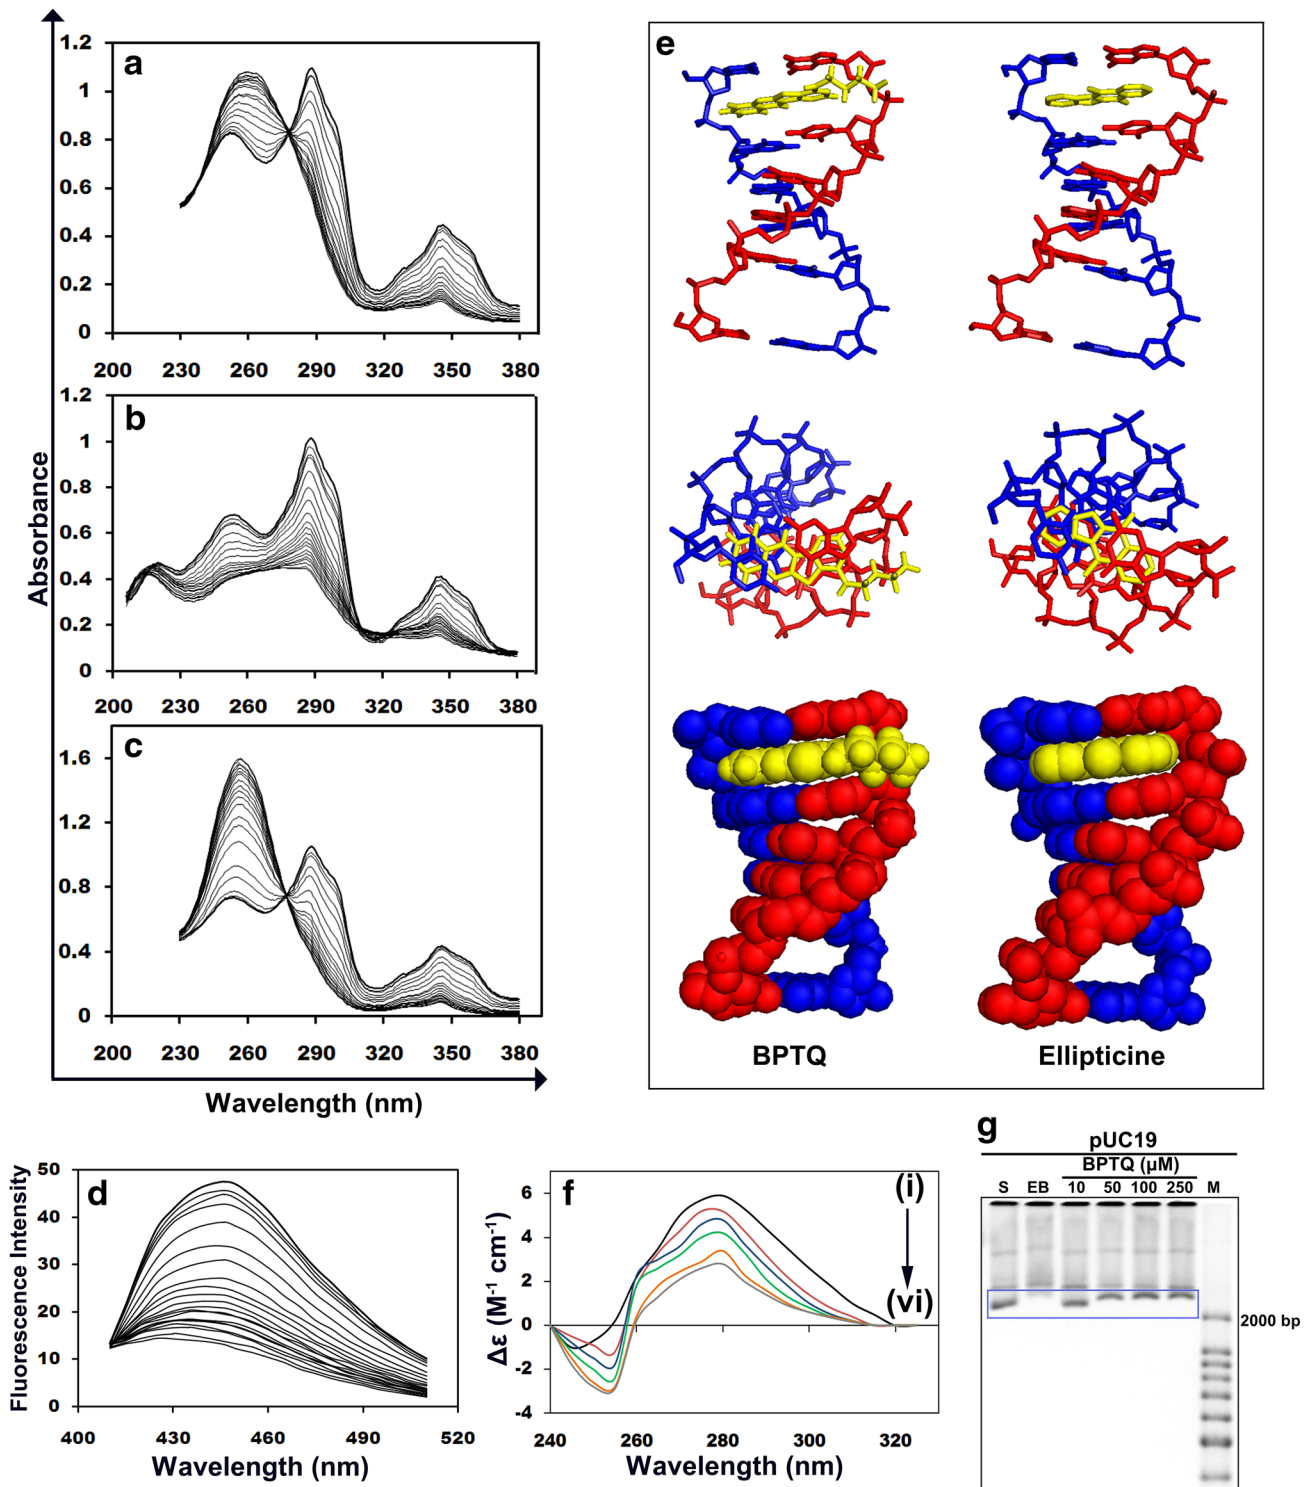 a
1.2
1
0.8
0.6
0.4
0.2
0
200 230 260 290 320 350 380
b
1.2
1
0.8
0.6
0.4
0.2
0
200 230 260 290 320 350 380
c
1.6
1.2
0.8
0.4
0
200 230 260 290 320 350 380
Absorbance
Wavelength (nm)
e
BPTQ Ellipticine
d
Fluorescence Intensity
50
40
30
20
10
0
400 430 460 490 520
Wavelength (nm)
f
Δε (M-1 cm-1)
6
4
2
0
-2
-4
240 260 280 300 320
Wavelength (nm)
(i)
(vi)
g
pUC19
BPTQ (µM)
S EB 10 50 100 250 M
2000 bp